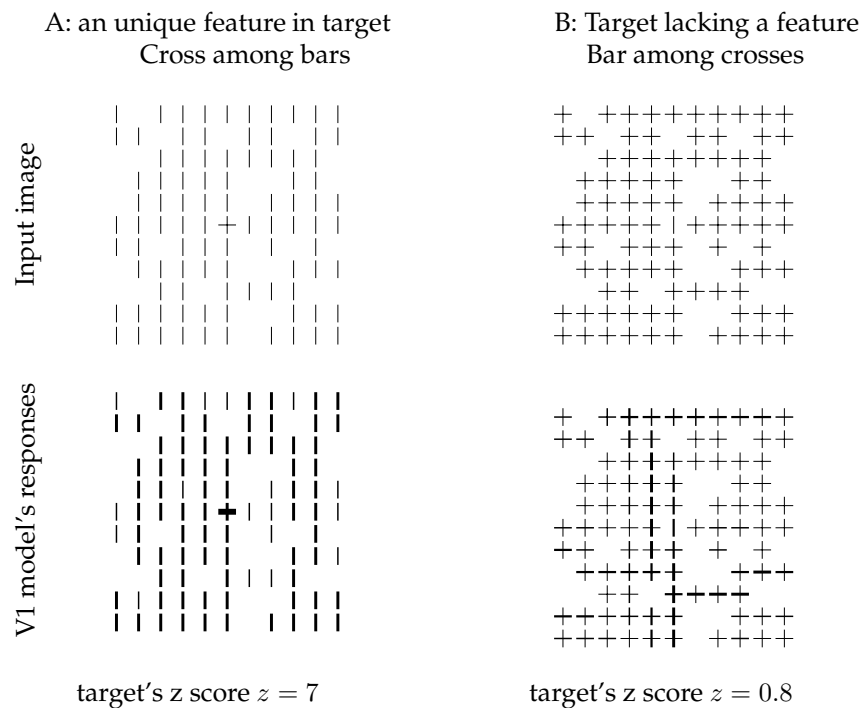 A: an unique feature in target
Cross among bars
B: Target lacking a feature
Bar among crosses
Input image
V1 model's responses
target's z score z = 7
target's z score z = 0.8